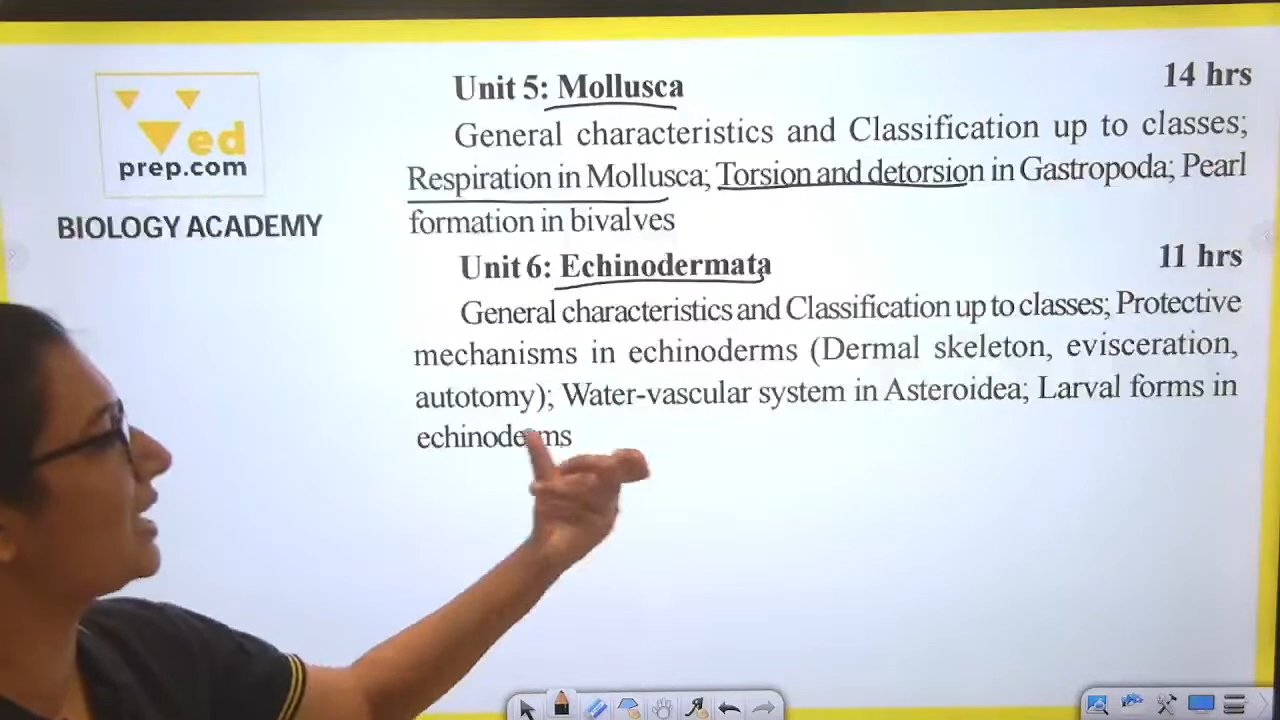 ed
prep.com
BIOLOGY ACADEMY
Unit 5: Mollusca 14 hrs
General characteristics and Classification up to classes;
Respiration in Mollusca; Torsion and detorsion in Gastropoda; Pearl
formation in bivalves
Unit 6: Echinodermata 11 hrs
General characteristics and Classification up to classes; Protective
mechanisms in echinoderms (Dermal skeleton, evisceration,
autotomy); Water-vascular system in Asteroidea; Larval forms in
echinoderms